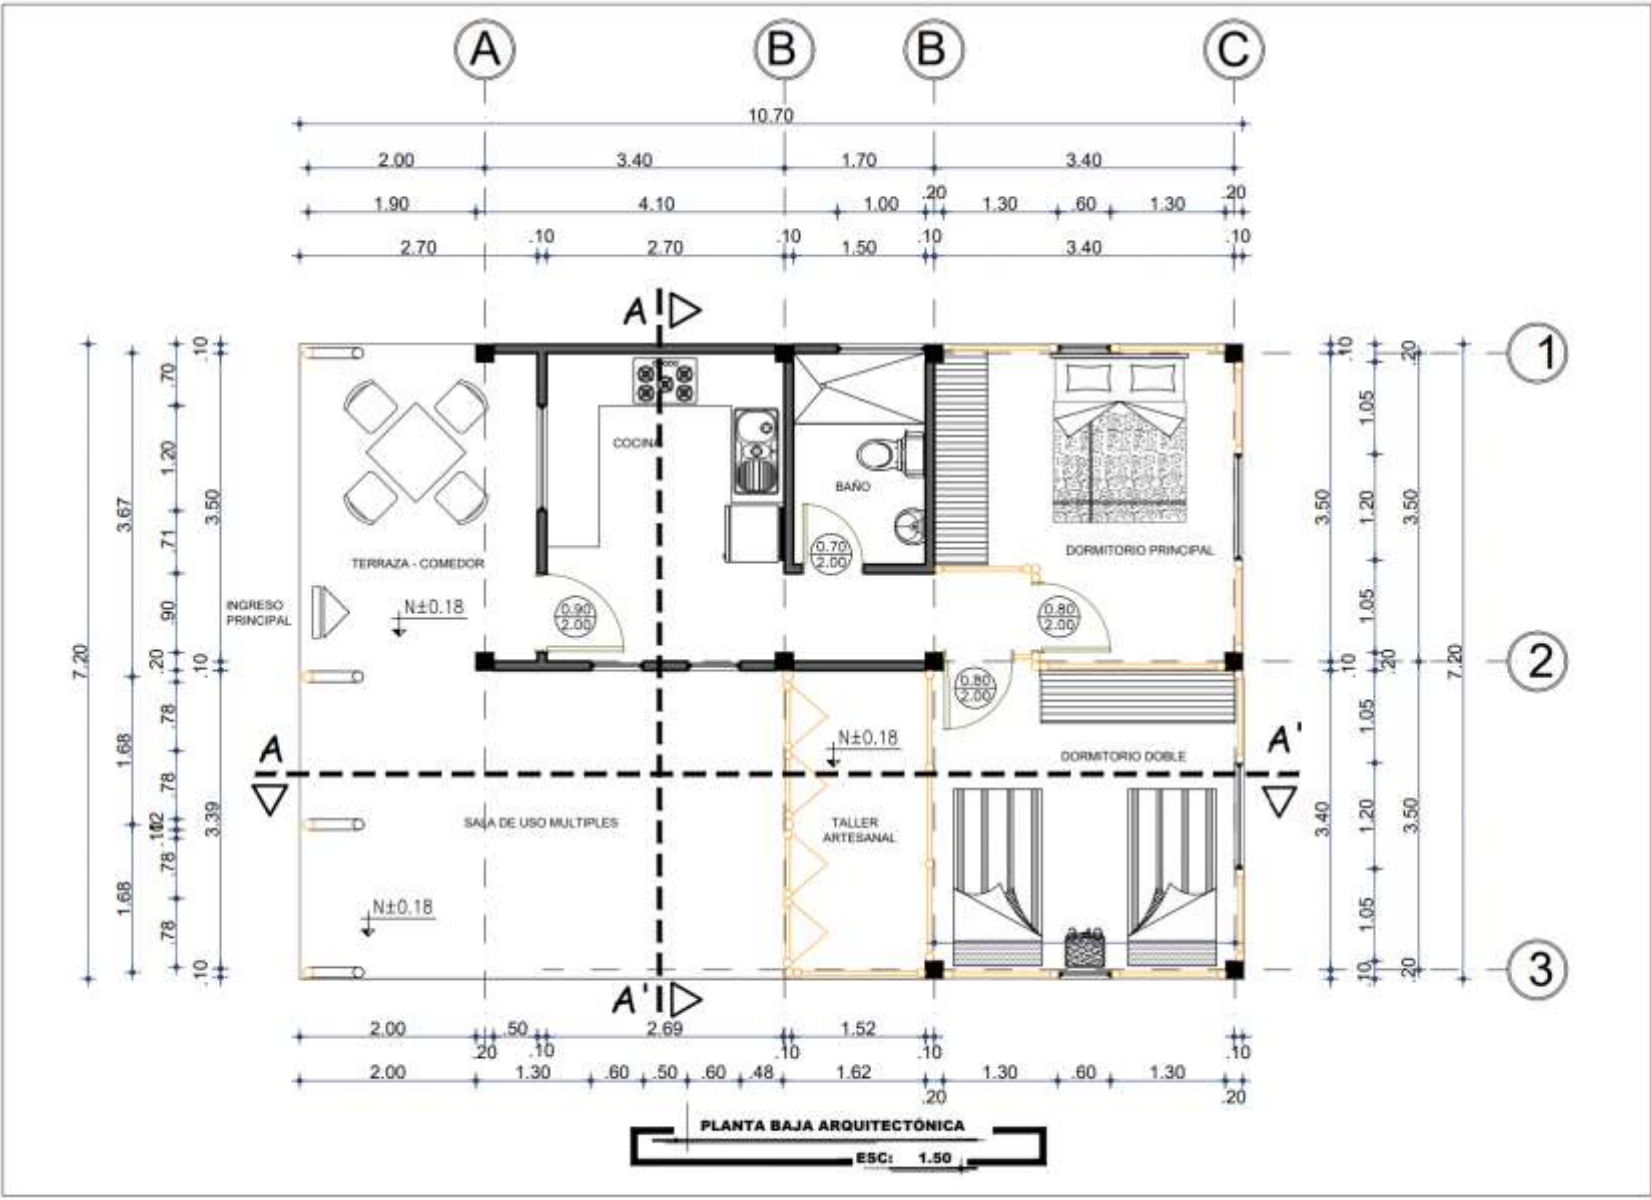 A B B C
10.70
2.00 3.40 1.70 3.40
.20 .20
1.90 4.10 1.00 1.30 .60 1.30
.10 .10 .10 .10
2.70 2.70 1.50 3.40
A
1
.10 .10 .20
.70
1.05
COCINA
1.20
BAÑO
3.67 3.50 3.50 1.20 3.50
.71
0.70
2.00
DORMITORIO PRINCIPAL
TERRAZA - COMEDOR
INGRESO
PRINCIPAL
N±0.18
0.90
2.00
0.80
2.00
.90 1.05
7.20 .20 .10 .10 .20 7.20
2
0.80
2.00
.78 1.05
N±0.18
A A'
1.68
DORMITORIO DOBLE
.78
SALA DE USO MULTIPLES
TALLER
ARTESANAL
.12
3.39 3.40 1.20 3.50
.78
1.68
N±0.18
1.05
.78
3.40
.10 .10 .20
3
A'
2.00 .50 2.69 1.52
.20 .10 .10 .10 .10
2.00 1.30 .60 .50 .60 .48 1.62 1.30 .60 1.30
.20 .20
PLANTA BAJA ARQUITECTÓNICA
ESC: 1.50